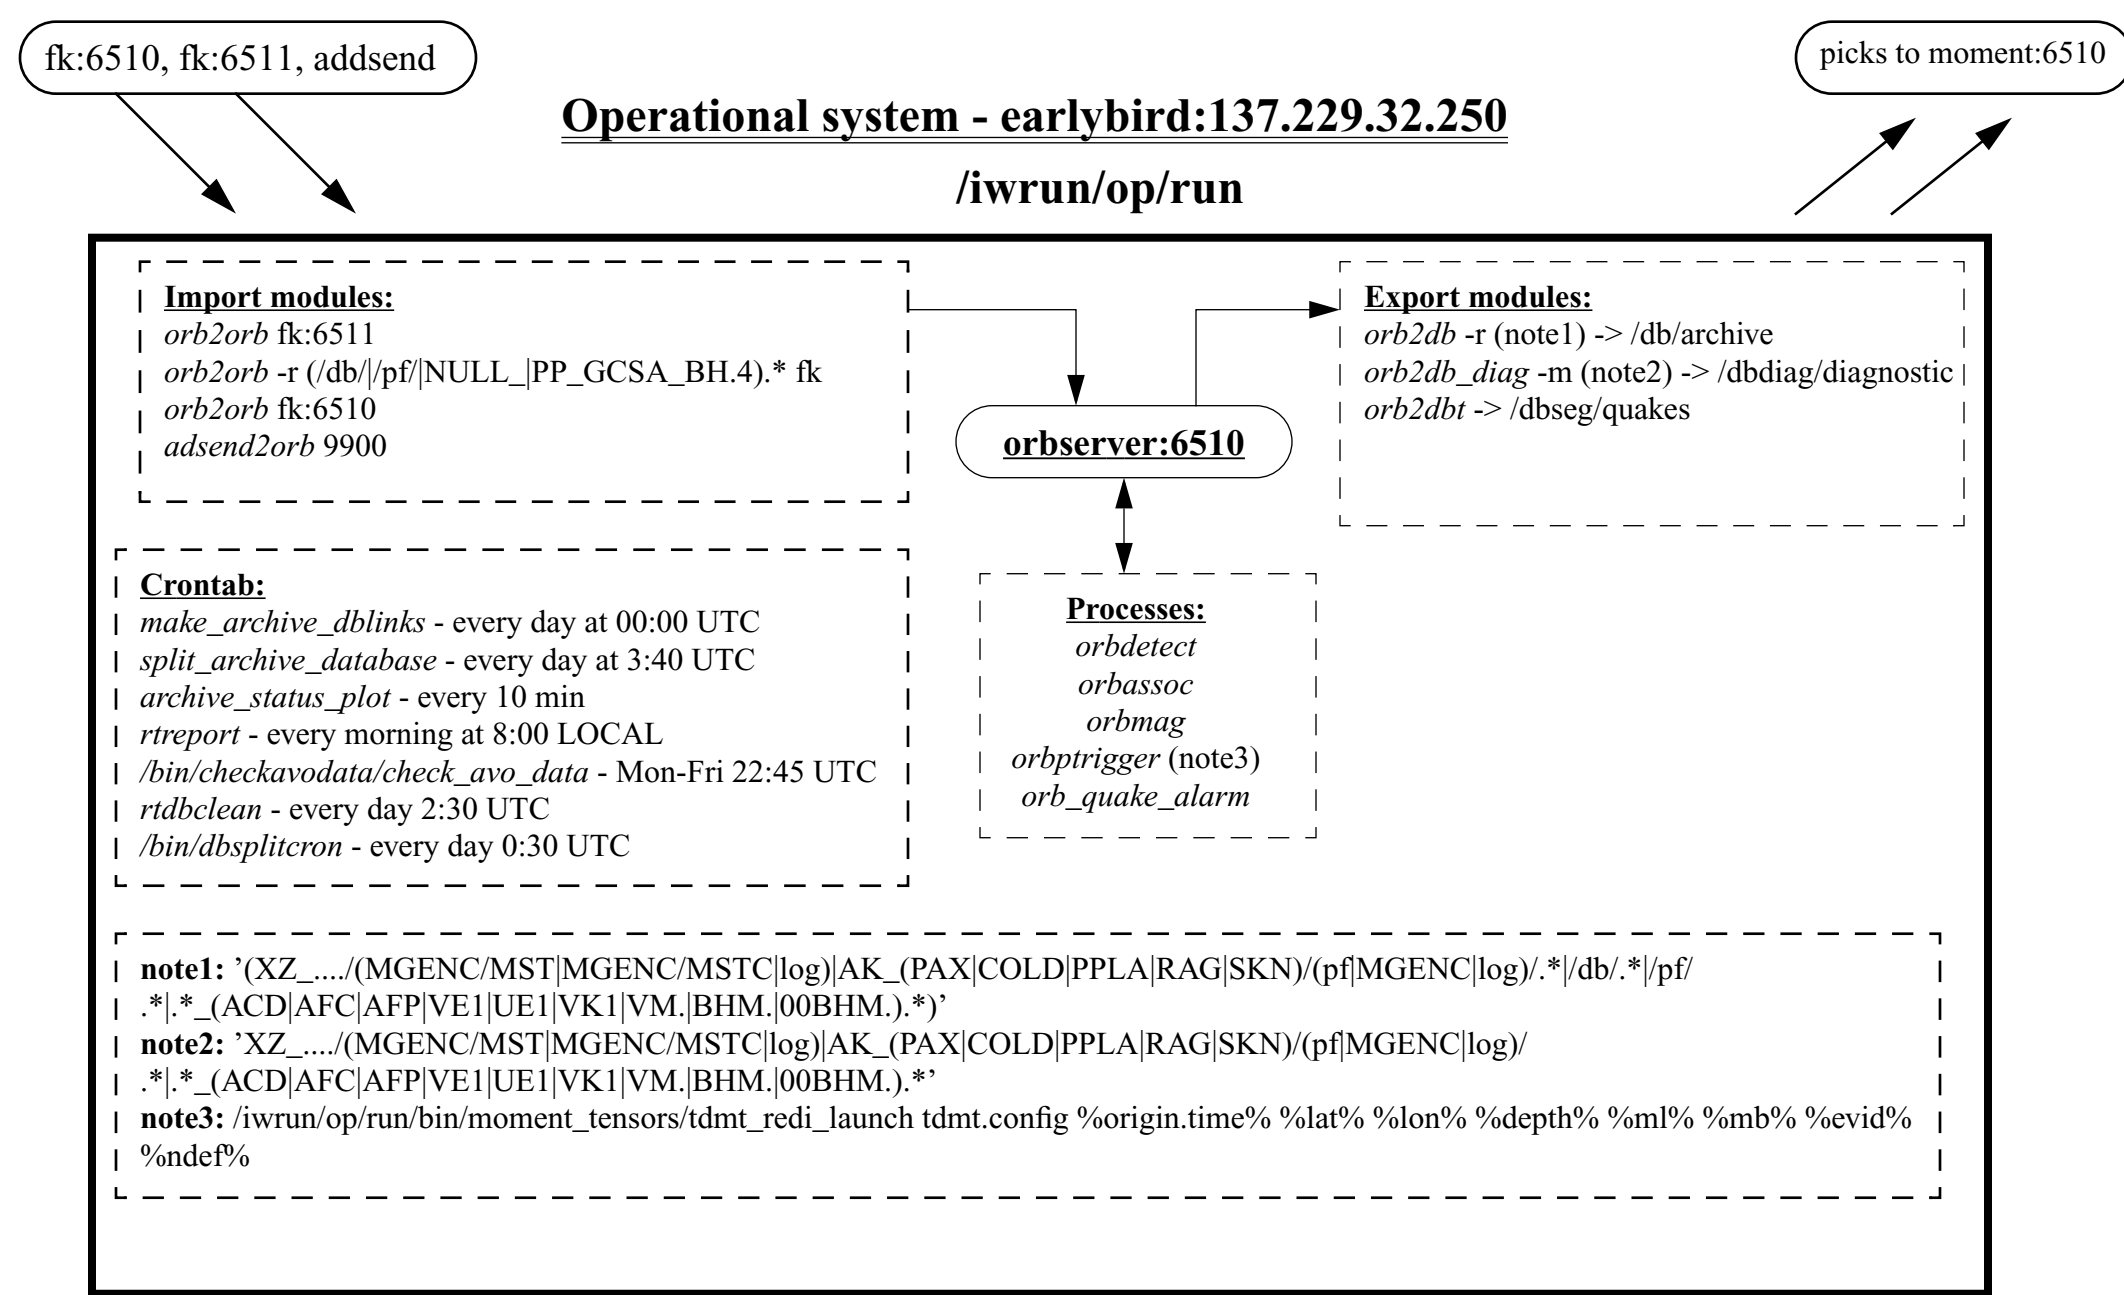 fk:6510, fk:6511, addsend
picks to moment:6510
Operational system - earlybird:137.229.32.250
/iwrun/op/run
Import modules:
orb2orb fk:6511
orb2orb -r (/db/|/pf/|NULL_|PP_GCSA_BH.4).* fk
orb2orb fk:6510
adsend2orb 9900
orbserver:6510
Export modules:
orb2db -r (note1) -> /db/archive
orb2db_diag -m (note2) -> /dbdiag/diagnostic
orb2dbt -> /dbseg/quakes
Crontab:
make_archive_dblinks - every day at 00:00 UTC
split_archive_database - every day at 3:40 UTC
archive_status_plot - every 10 min
rtreport - every morning at 8:00 LOCAL
/bin/checkavodata/check_avo_data - Mon-Fri 22:45 UTC
rtdbclean - every day 2:30 UTC
/bin/dbsplitcron - every day 0:30 UTC
Processes:
orbdetect
orbassoc
orbmag
orbptrigger (note3)
orb_quake_alarm
note1: ’(XZ_..../(MGENC/MST|MGENC/MSTC|log)|AK_(PAX|COLD|PPLA|RAG|SKN)/(pf|MGENC|log)/.*|/db/.*|/pf/
.*|.*_(ACD|AFC|AFP|VE1|UE1|VK1|VM.|BHM.|00BHM.).*)’
note2: ’XZ_..../(MGENC/MST|MGENC/MSTC|log)|AK_(PAX|COLD|PPLA|RAG|SKN)/(pf|MGENC|log)/
.*|.*_(ACD|AFC|AFP|VE1|UE1|VK1|VM.|BHM.|00BHM.).*’
note3: /iwrun/op/run/bin/moment_tensors/tdmt_redi_launch tdmt.config %origin.time% %lat% %lon% %depth% %ml% %mb% %evid%
%ndef%